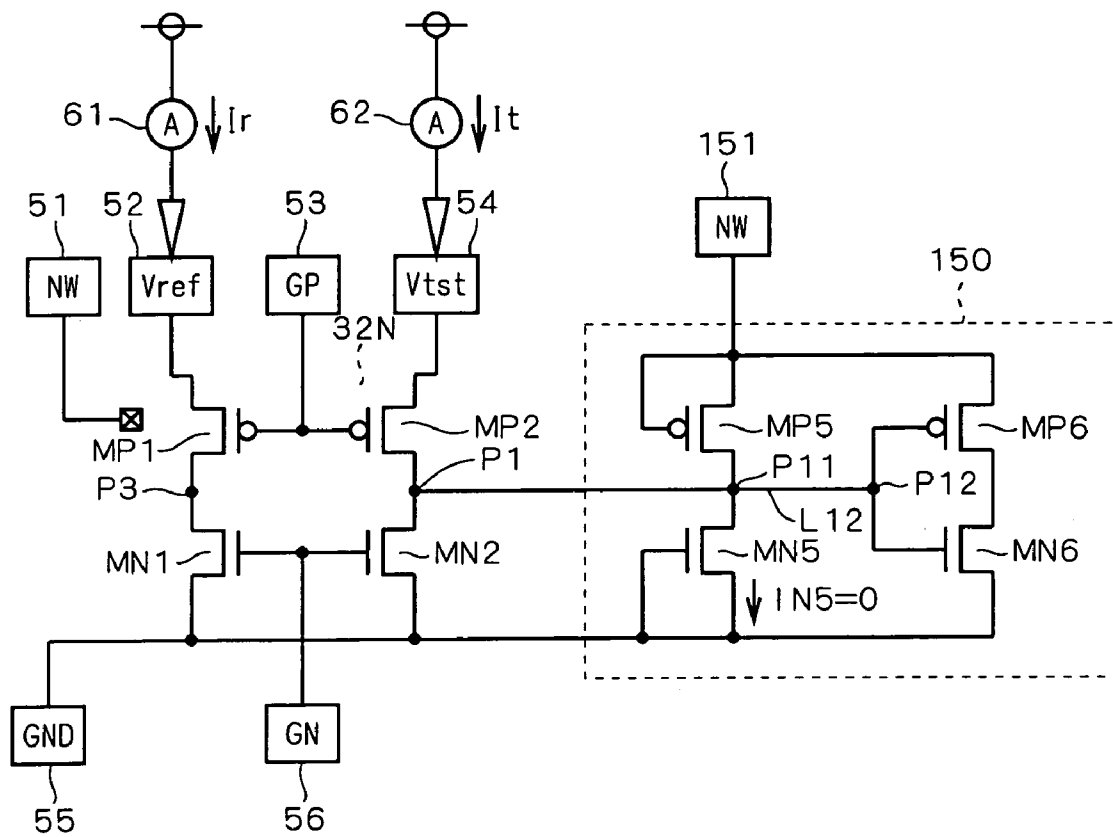 61
A
Ir
62
A
It
151
NW
51
52
53
54
150
NW
Vref
GP
Vtst
32N
MP1
MP2
MP5
MP6
P3
P1
P11
P12
L12
MN1
MN2
MN5
MN6
IN5=0
GND
GN
55
56